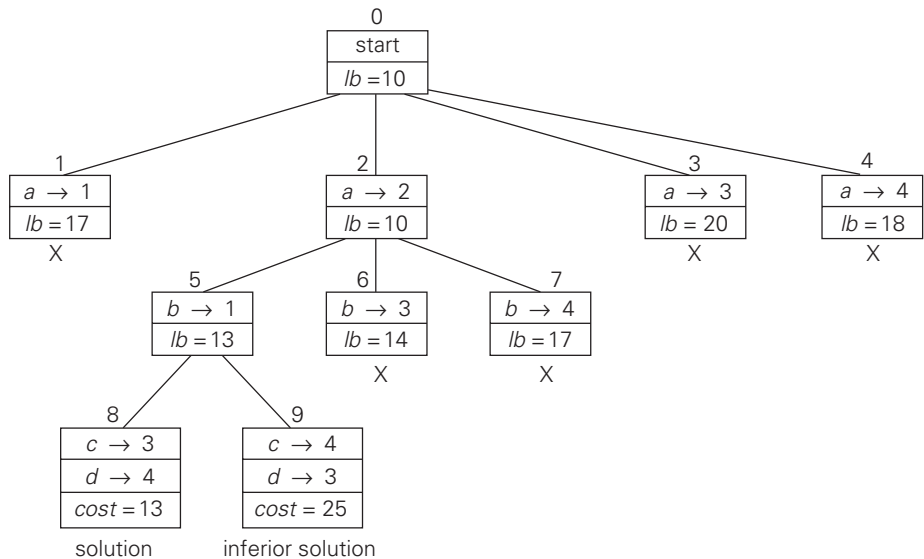 0
start
lb = 10
1
a → 1
lb = 17
X
2
a → 2
lb = 10
3
a → 3
lb = 20
X
4
a → 4
lb = 18
X
5
b → 1
lb = 13
6
b → 3
lb = 14
X
7
b → 4
lb = 17
X
8
c → 3
d → 4
cost = 13
solution
9
c → 4
d → 3
cost = 25
inferior solution